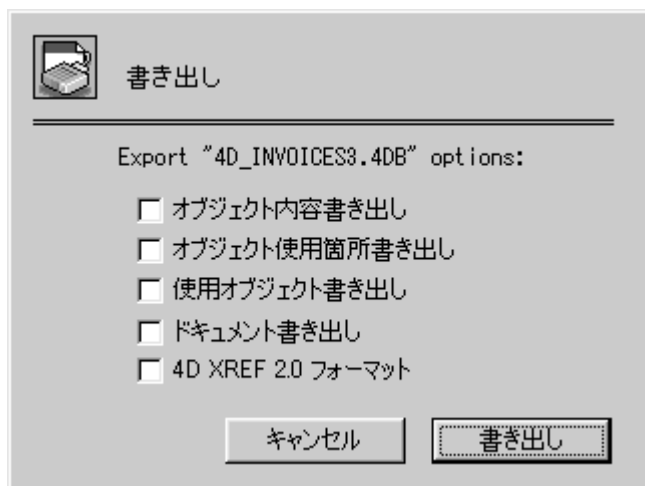 書き出し
Export "4D_INVOICES3.4DB" options:
オブジェクト内容書き出し
オブジェクト使用箇所書き出し
使用オブジェクト書き出し
ドキュメント書き出し
4D XREF 2.0 フォーマット
キャンセル
書き出し